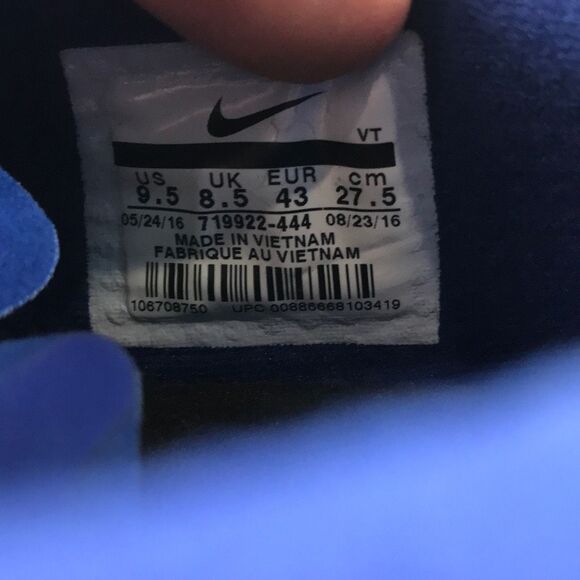 VT
US UK EUR cm
9.5 8.5 43 27.5
05/24/16 719922-444 08/23/16
MADE IN VIETNAM
FABRIQUE AU VIETNAM
106708750 UPC 00886668103419